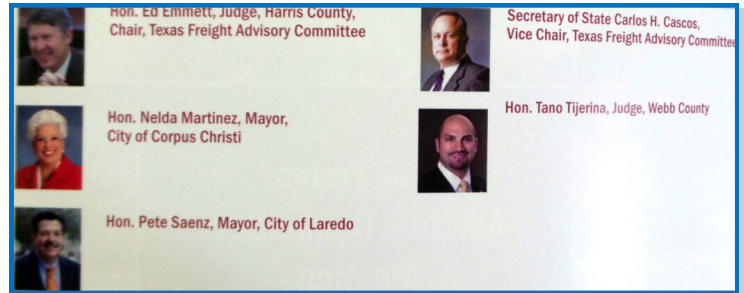 Hon. Ed Emmett, Judge, Harris County,
Chair, Texas Freight Advisory Committee
Secretary of State Carlos H. Cascos,
Vice Chair, Texas Freight Advisory Committee
Hon. Nelda Martinez, Mayor,
City of Corpus Christi
Hon. Tano Tijerina, Judge, Webb County
Hon. Pete Saenz, Mayor, City of Laredo